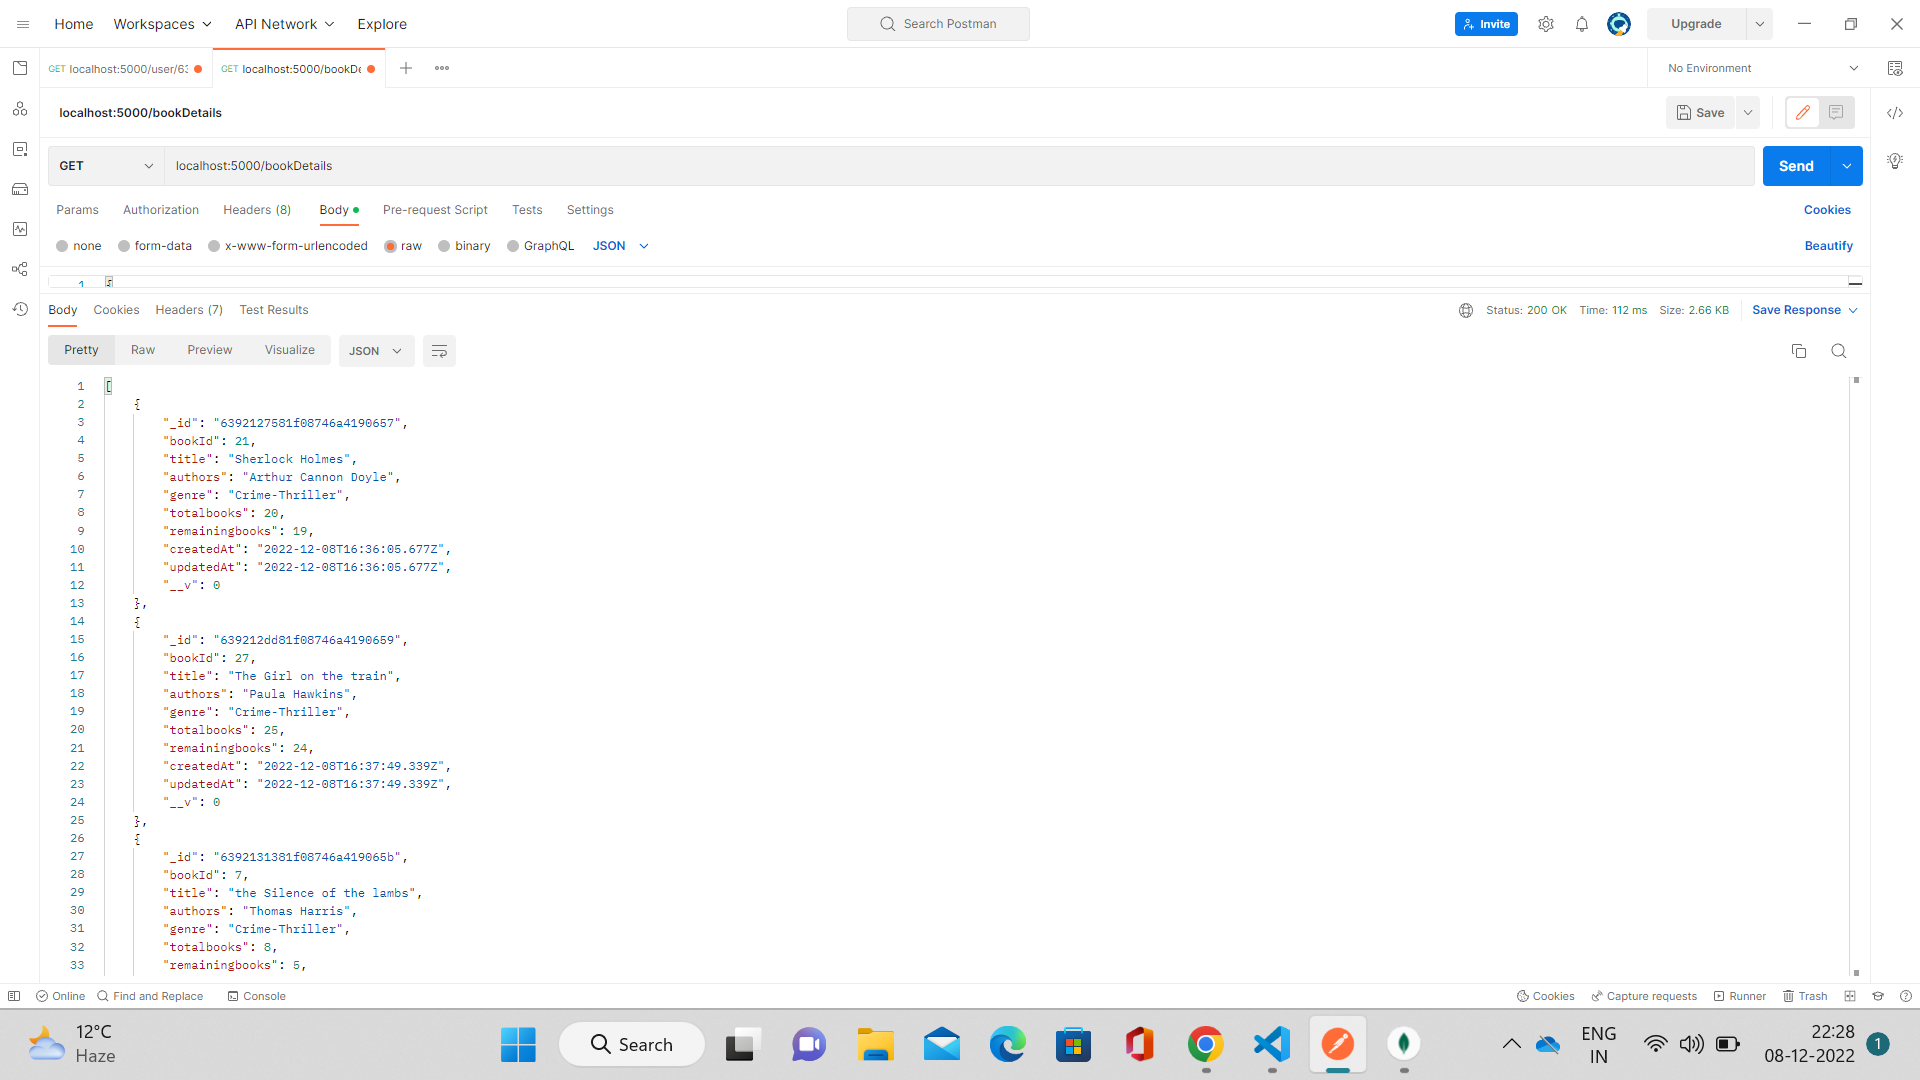 Home Workspaces API Network Explore Search Postman Invite Upgrade
GET localhost:5000/user/63 GET localhost:5000/bookDe No Environment
localhost:5000/bookDetails Save
GET localhost:5000/bookDetails Send
Params Authorization Headers (8) Body Pre-request Script Tests Settings Cookies
none form-data x-www-form-urlencoded raw binary GraphQL JSON Beautify
1 {
Body Cookies Headers (7) Test Results Status: 200 OK Time: 112 ms Size: 2.66 KB Save Response
Pretty Raw Preview Visualize JSON
1 [
2 {
3 "_id": "6392127581f08746a4190657",
4 "bookId": 21,
5 "title": "Sherlock Holmes",
6 "authors": "Arthur Cannon Doyle",
7 "genre": "Crime-Thriller",
8 "totalbooks": 20,
9 "remainingbooks": 19,
10 "createdAt": "2022-12-08T16:36:05.677Z",
11 "updatedAt": "2022-12-08T16:36:05.677Z",
12 "__v": 0
13 },
14 {
15 "_id": "639212dd81f08746a4190659",
16 "bookId": 27,
17 "title": "The Girl on the train",
18 "authors": "Paula Hawkins",
19 "genre": "Crime-Thriller",
20 "totalbooks": 25,
21 "remainingbooks": 24,
22 "createdAt": "2022-12-08T16:37:49.339Z",
23 "updatedAt": "2022-12-08T16:37:49.339Z",
24 "__v": 0
25 },
26 {
27 "_id": "6392131381f08746a419065b",
28 "bookId": 7,
29 "title": "the Silence of the lambs",
30 "authors": "Thomas Harris",
31 "genre": "Crime-Thriller",
32 "totalbooks": 8,
33 "remainingbooks": 5,
Online Find and Replace Console Cookies Capture requests Runner Trash
12°C
Haze
Search
ENG
IN
22:28
08-12-2022
1